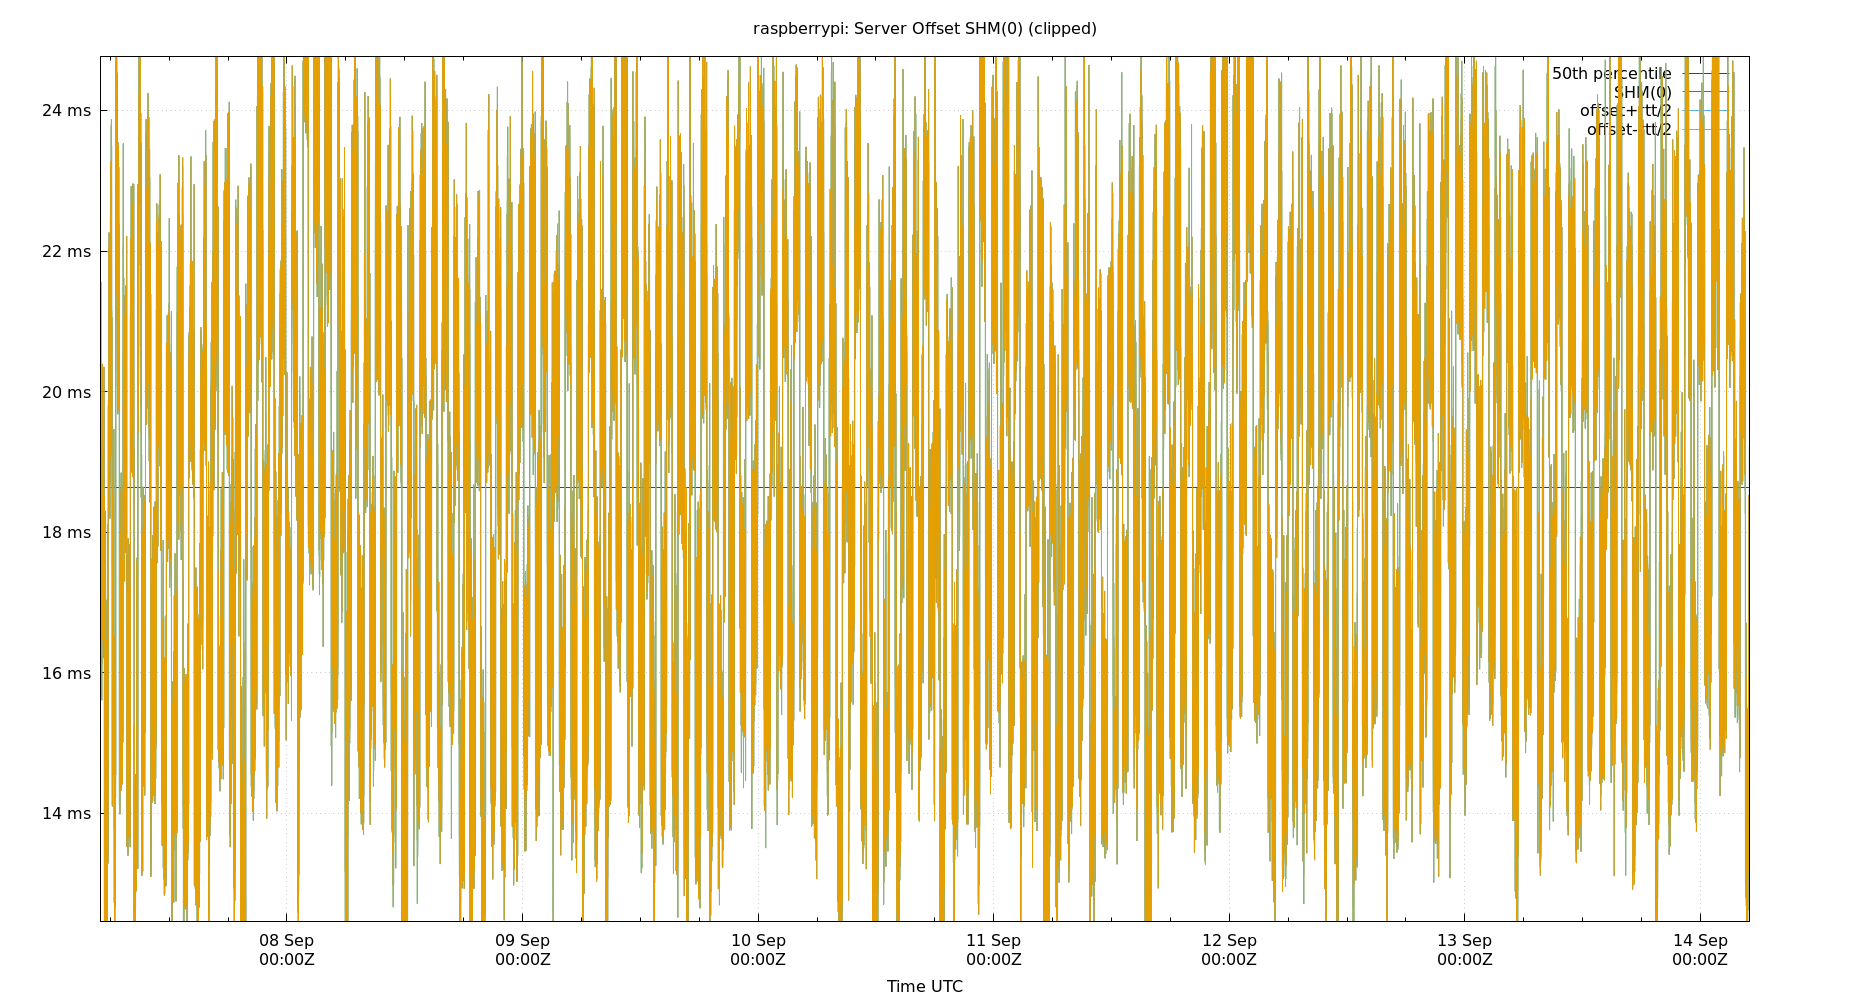 raspberrypi: Server Offset SHM(0) (clipped)
50th percentile
SHM(0)
offset+rtt/2
offset-rtt/2
24 ms
22 ms
20 ms
18 ms
16 ms
14 ms
08 Sep 09 Sep 10 Sep 11 Sep 12 Sep 13 Sep 14 Sep
00:00Z 00:00Z 00:00Z 00:00Z 00:00Z 00:00Z 00:00Z
Time UTC